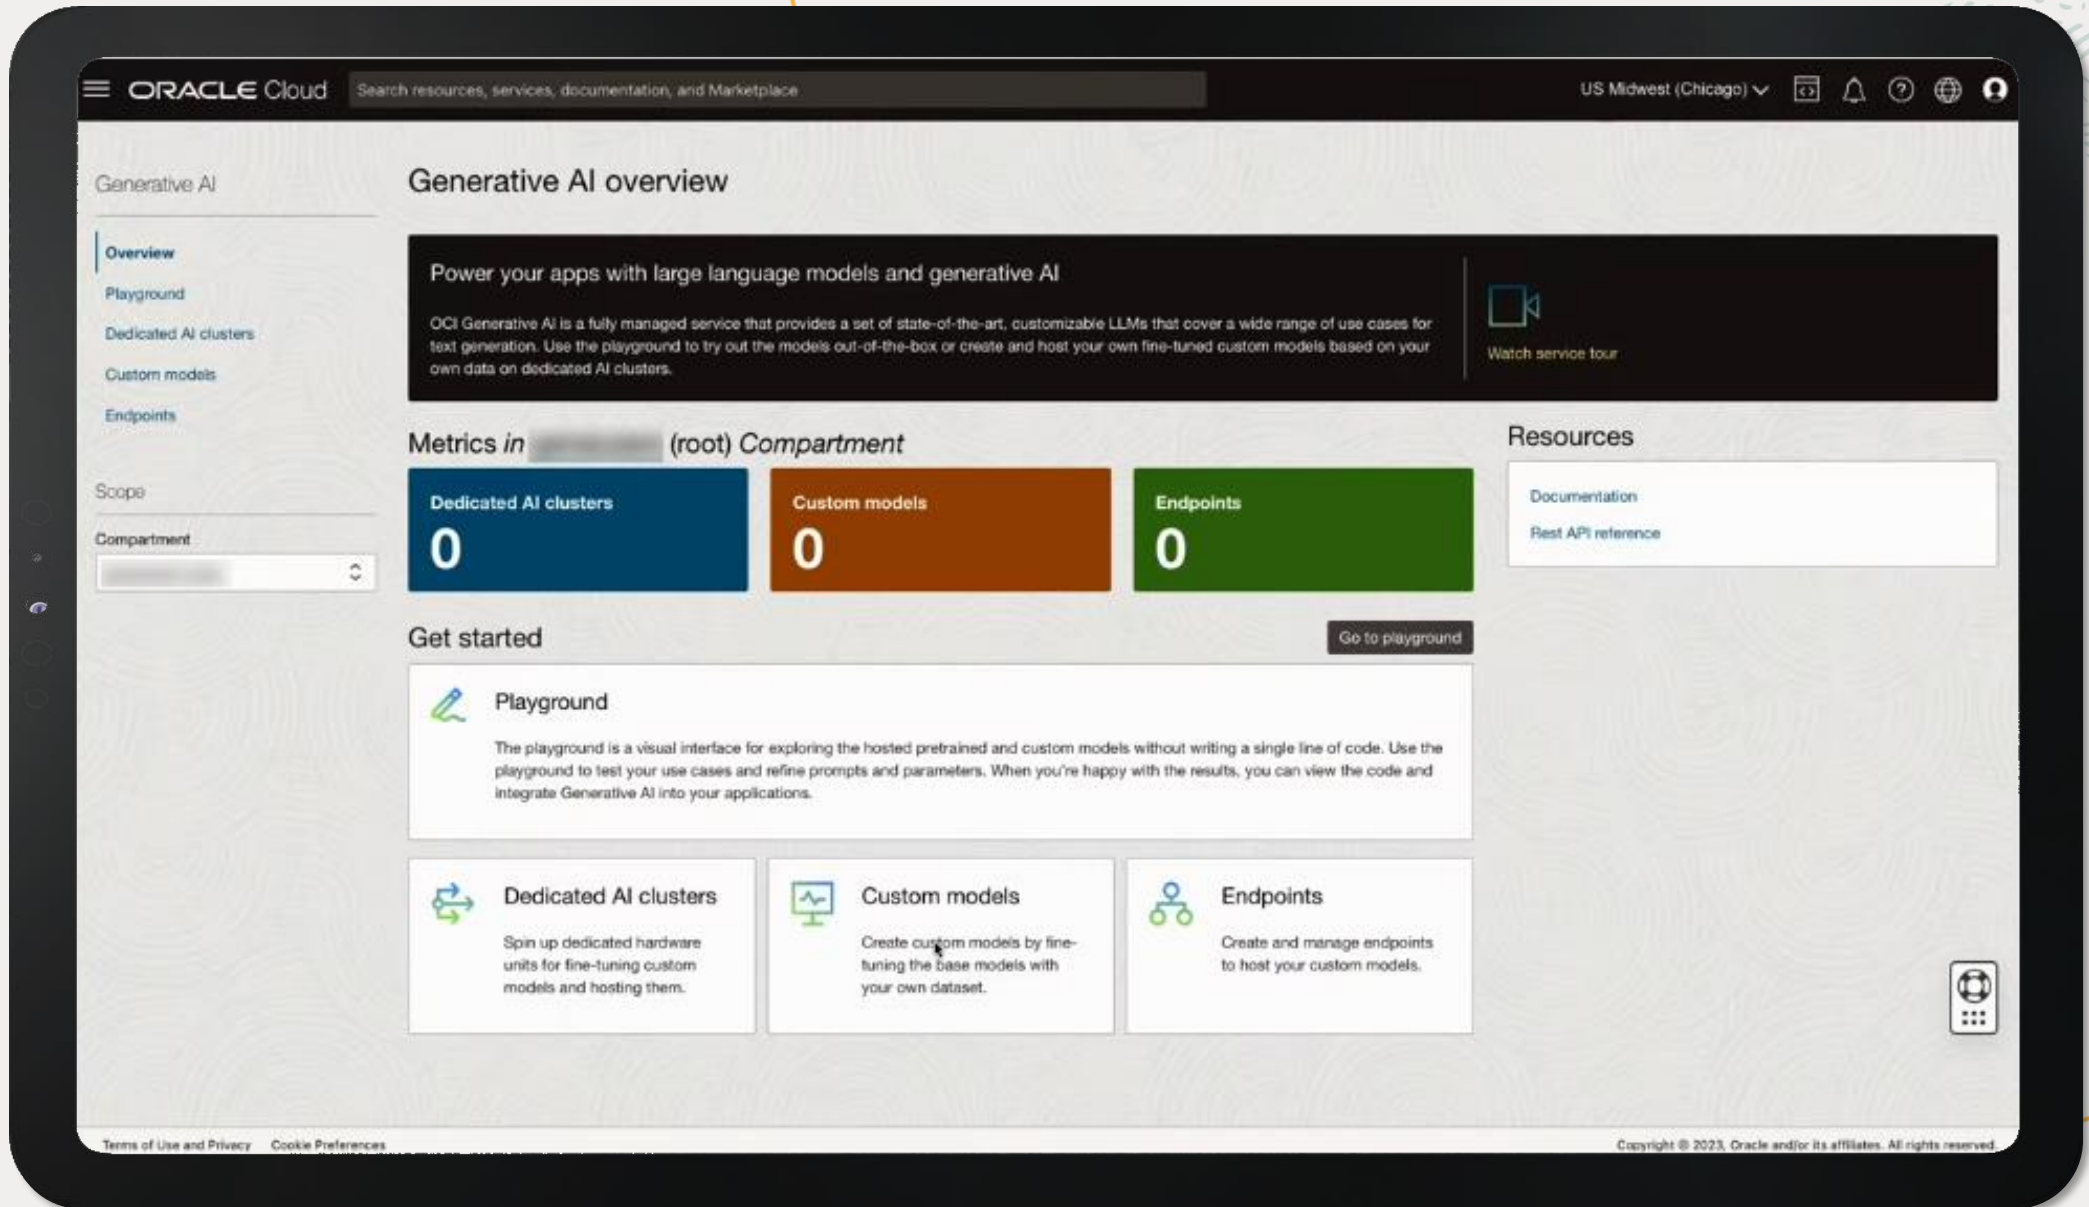 ORACLE Cloud
Search resources, services, documentation, and Marketplace
US Midwest (Chicago)
Generative AI
Overview
Playground
Dedicated AI clusters
Custom models
Endpoints
Scope
Compartment
Generative AI overview
Power your apps with large language models and generative AI
OCI Generative AI is a fully managed service that provides a set of state-of-the-art, customizable LLMs that cover a wide range of use cases for
text generation. Use the playground to try out the models out-of-the-box or create and host your own fine-tuned custom models based on your
own data on dedicated AI clusters.
Watch service tour
Metrics in (root) Compartment
Dedicated AI clusters
0
Custom models
0
Endpoints
0
Resources
Documentation
Rest API reference
Get started
Go to playground
Playground
The playground is a visual interface for exploring the hosted pretrained and custom models without writing a single line of code. Use the
playground to test your use cases and refine prompts and parameters. When you're happy with the results, you can view the code and
integrate Generative AI into your applications.
Dedicated AI clusters
Spin up dedicated hardware
units for fine-tuning custom
models and hosting them.
Custom models
Create custom models by fine-
tuning the base models with
your own dataset.
Endpoints
Create and manage endpoints
to host your custom models.
Terms of Use and Privacy Cookie Preferences
Copyright © 2023, Oracle and/or its affiliates. All rights reserved.